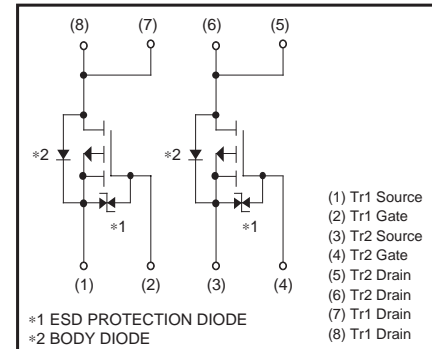 (8) (7) (6) (5)
∗2 ∗2
∗1 ∗1
(1) (2) (3) (4)
(1) Tr1 Source
(2) Tr1 Gate
(3) Tr2 Source
(4) Tr2 Gate
(5) Tr2 Drain
(6) Tr2 Drain
(7) Tr1 Drain
(8) Tr1 Drain
∗1 ESD PROTECTION DIODE
∗2 BODY DIODE